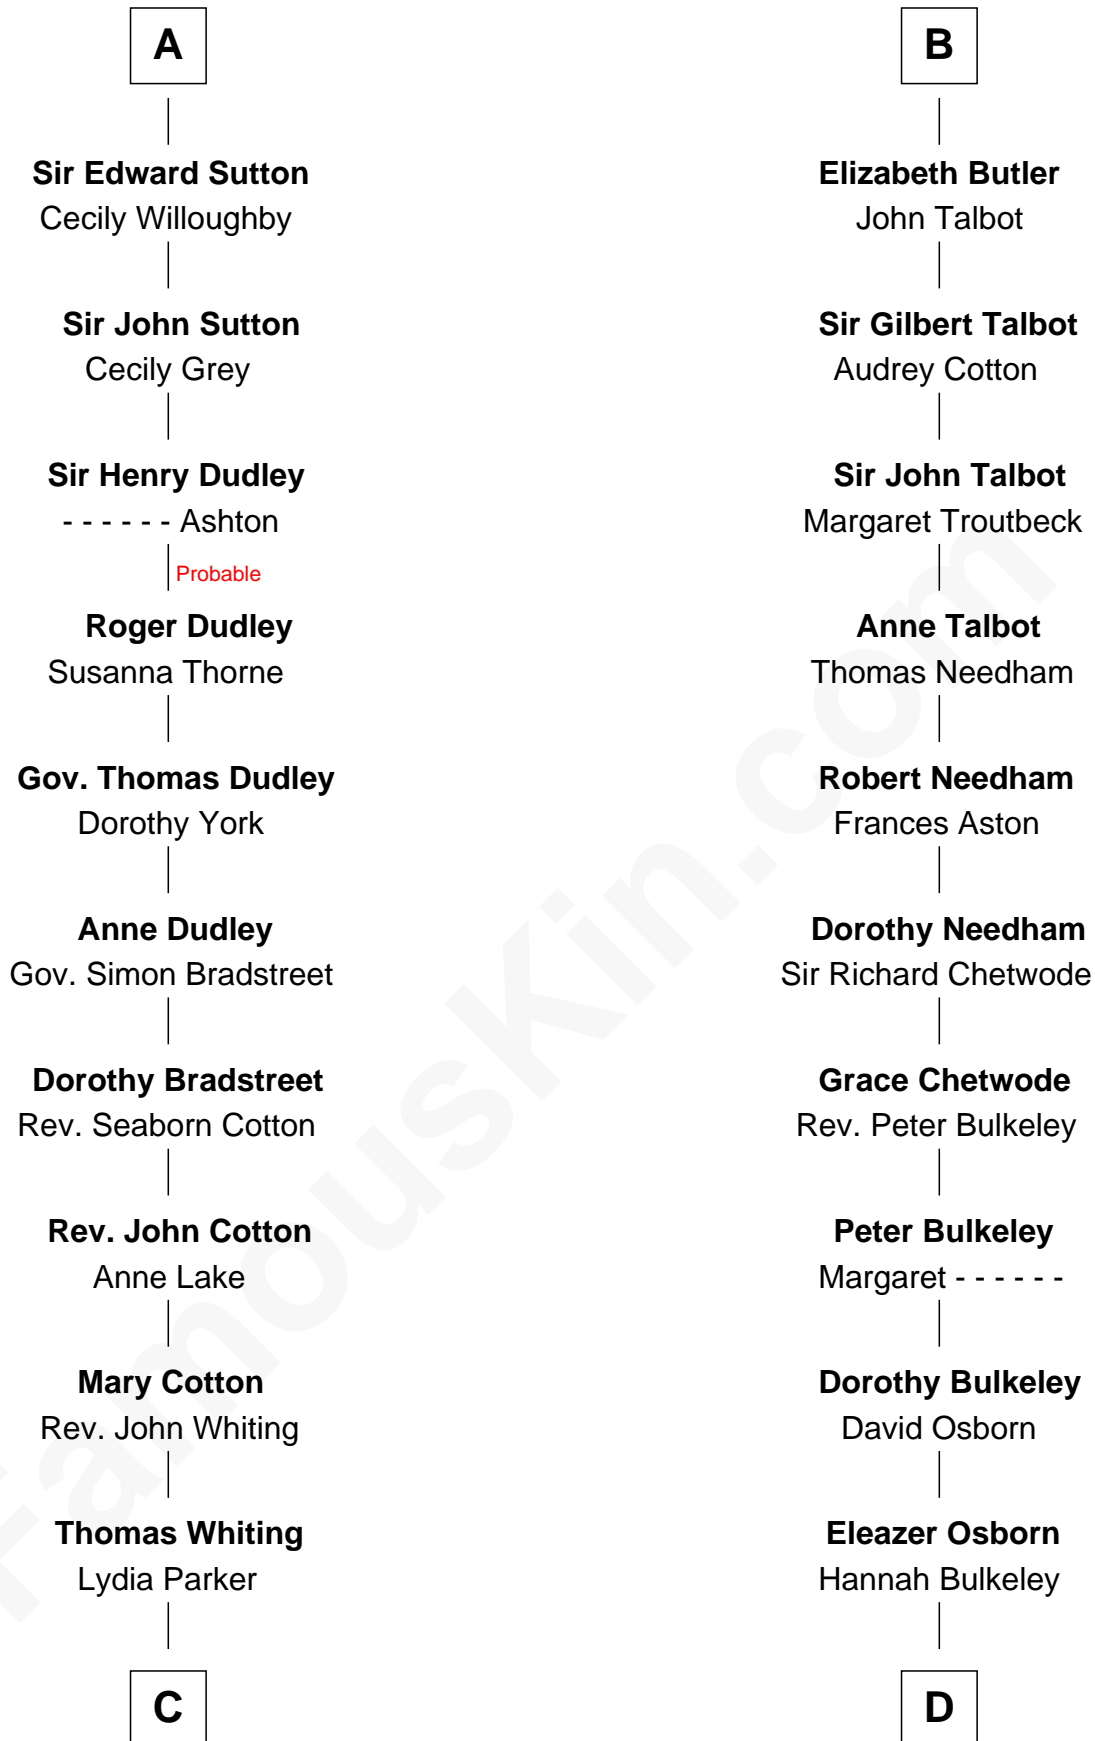 A
Sir Edward Sutton
Cecily Willoughby
Sir John Sutton
Cecily Grey
Sir Henry Dudley
- - - - - - Ashton
Probable
Roger Dudley
Susanna Thorne
Gov. Thomas Dudley
Dorothy York
Anne Dudley
Gov. Simon Bradstreet
Dorothy Bradstreet
Rev. Seaborn Cotton
Rev. John Cotton
Anne Lake
Mary Cotton
Rev. John Whiting
Thomas Whiting
Lydia Parker
C
B
Elizabeth Butler
John Talbot
Sir Gilbert Talbot
Audrey Cotton
Sir John Talbot
Margaret Troutbeck
Anne Talbot
Thomas Needham
Robert Needham
Frances Aston
Dorothy Needham
Sir Richard Chetwode
Grace Chetwode
Rev. Peter Bulkeley
Peter Bulkeley
Margaret - - - - - -
Dorothy Bulkeley
David Osborn
Eleazer Osborn
Hannah Bulkeley
D
FamousKin.com